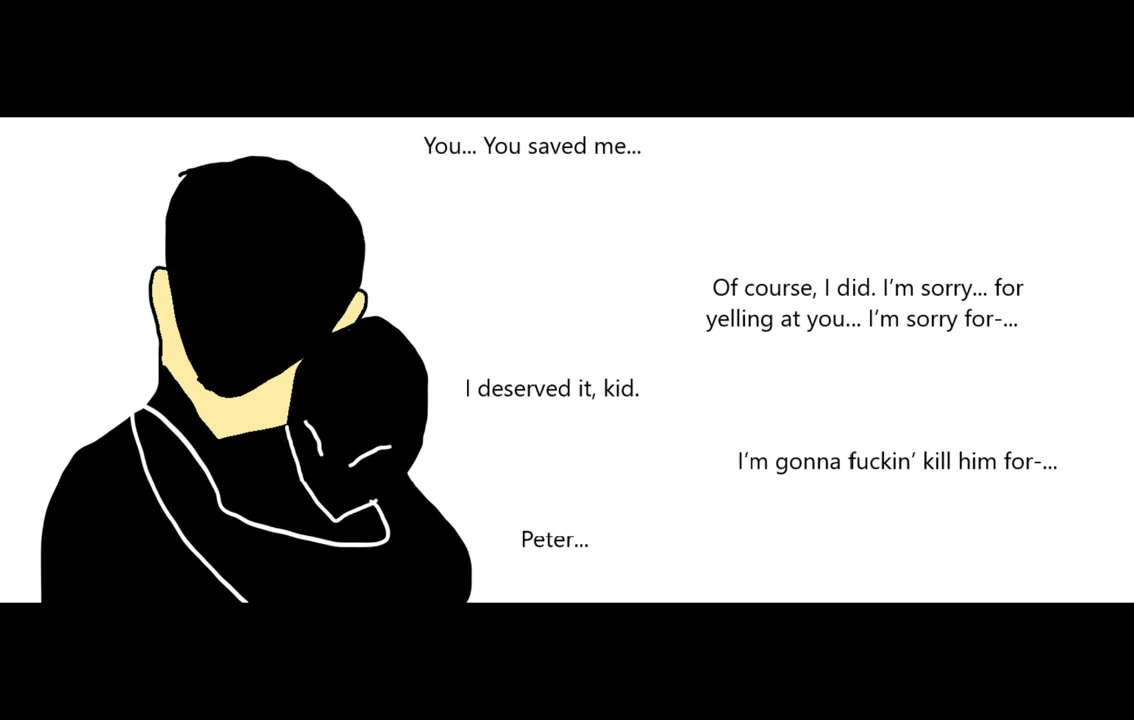 You... You saved me...
Of course, I did. I'm sorry... for
yelling at you... I'm sorry for-...
I deserved it, kid.
I'm gonna fuckin' kill him for-...
Peter...